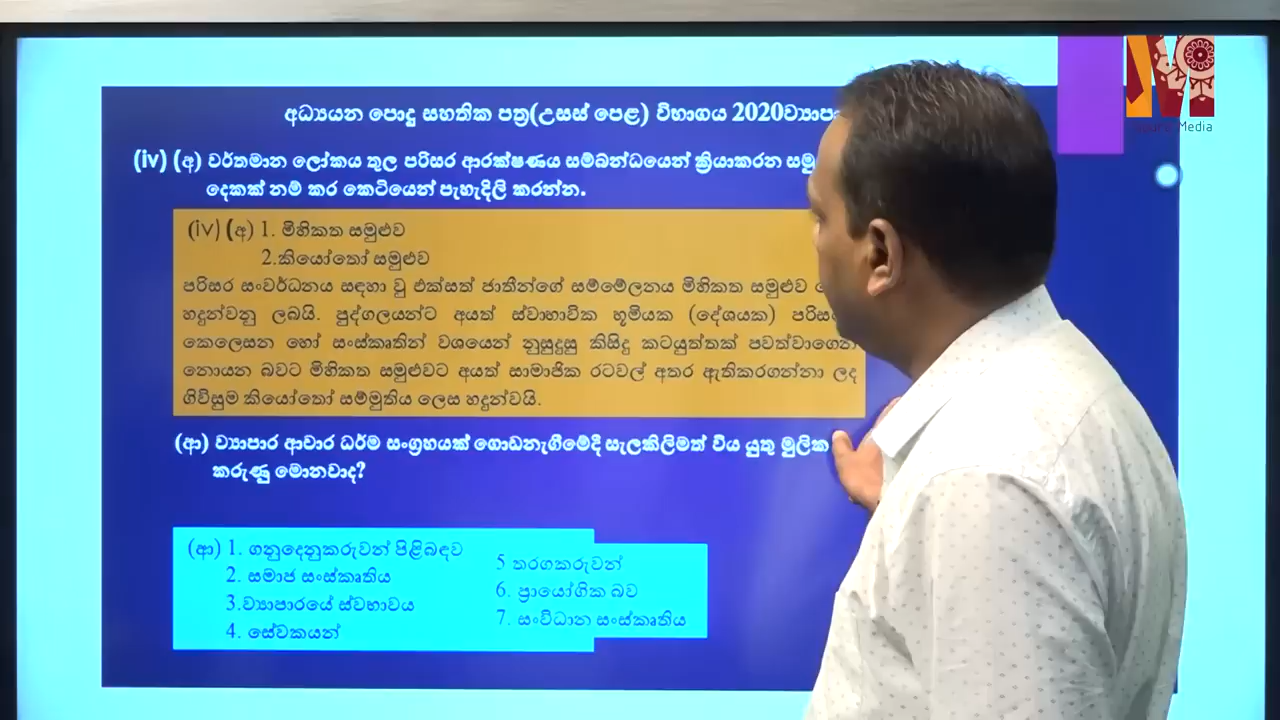 අධ්‍යයන පොදු සහතික පත්‍ර(උසස් පෙළ) විභාගය 2020ව්‍යාප
(iv) (අ) වර්තමාන ලෝකය තුල පරිසර ආරක්ෂණය සම්බන්ධයෙන් ක්‍රියාකරන
දෙකක් නම් කර කෙටියෙන් පැහැදිලි කරන්න.
(iv) (අ) 1. මිහිකත සමුළුව
2.කියෝතෝ සමුළුව
පරිසර සංවර්ධනය සඳහා වු එක්සත් ජාතීන්ගේ සම්මේලනය මිහිකත සමුළුව
හඳුන්වනු ලබයි. පුද්ගලයන්ට අයත් ස්වාභාවික භූමියක (දේශයක)
කෙලෙසන හෝ සංස්කෘතින් වශයෙන් නුසුදුසු කිසිදු කටයුත්තක් පවත්වාගෙන
නොයන බවට මිහිකත සමුළුවට අයත් සාමාජික රටවල් අතර ඇතිකරගන්නා ලද
ගිවිසුම කියෝතෝ සම්මුතිය ලෙස හඳුන්වයි.
(ආ) ව්‍යාපාර ආචාර ධර්ම සංග්‍රහයක් ගොඩනැගීමේදී සැලකිලිමත් විය යුතු මුලික
කරුණු මොනවාද?
(ආ) 1. ගනුදෙනුකරුවන් පිළිබඳව
2. සමාජ සංස්කෘතිය
3.ව්‍යාපාරයේ ස්වභාවය
4. සේවකයන්
5 තරගකරුවන්
6. ප්‍රායෝගික බව
7. සංවිධාන සංස්කෘතිය
Media